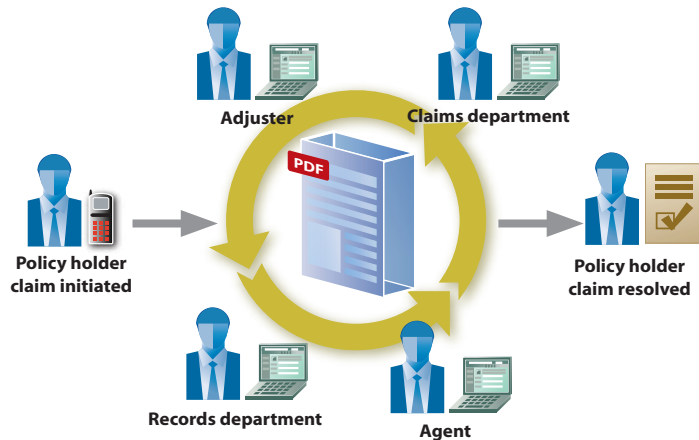 Adjuster
Claims department
PDF
Policy holder
claim initiated
Policy holder
claim resolved
Records department
Agent